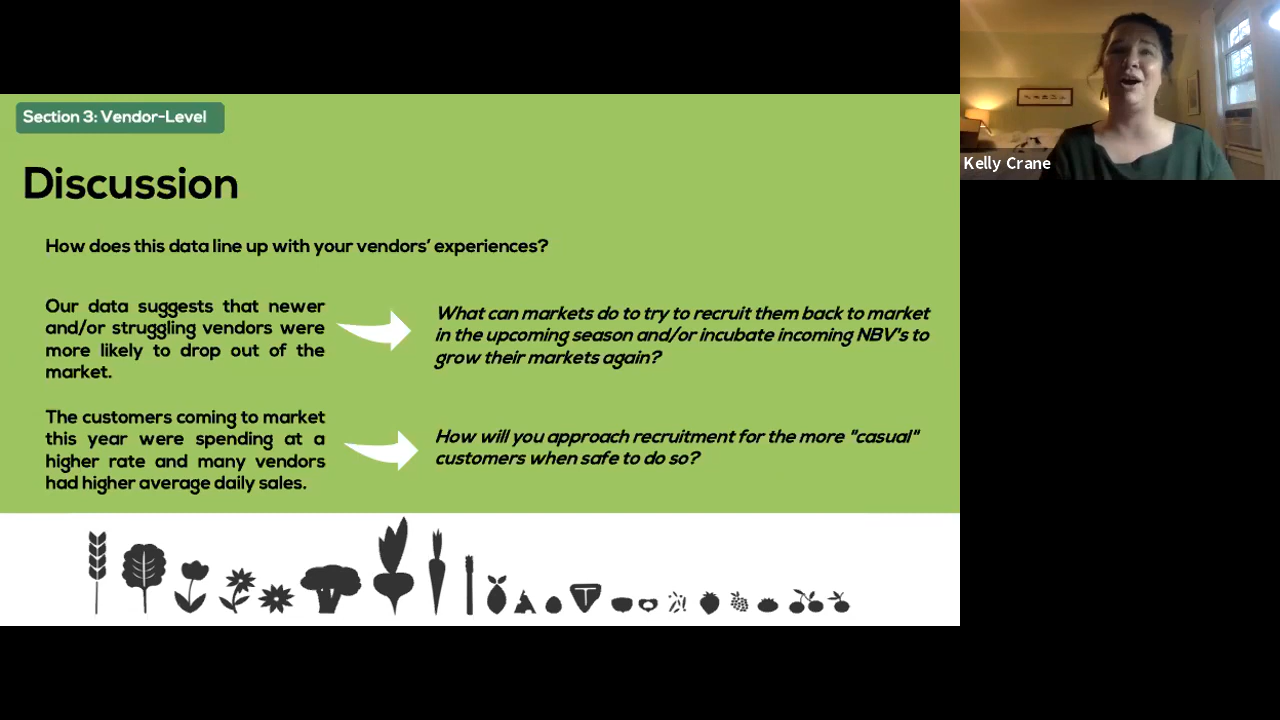 Section 3: Vendor-Level
Discussion
How does this data line up with your vendors' experiences?
Our data suggests that newer
and/or struggling vendors were
more likely to drop out of the
market.
What can markets do to try to recruit them back to market
in the upcoming season and/or incubate incoming NBV's to
grow their markets again?
The customers coming to market
this year were spending at a
higher rate and many vendors
had higher average daily sales.
How will you approach recruitment for the more "casual"
customers when safe to do so?
Kelly Crane